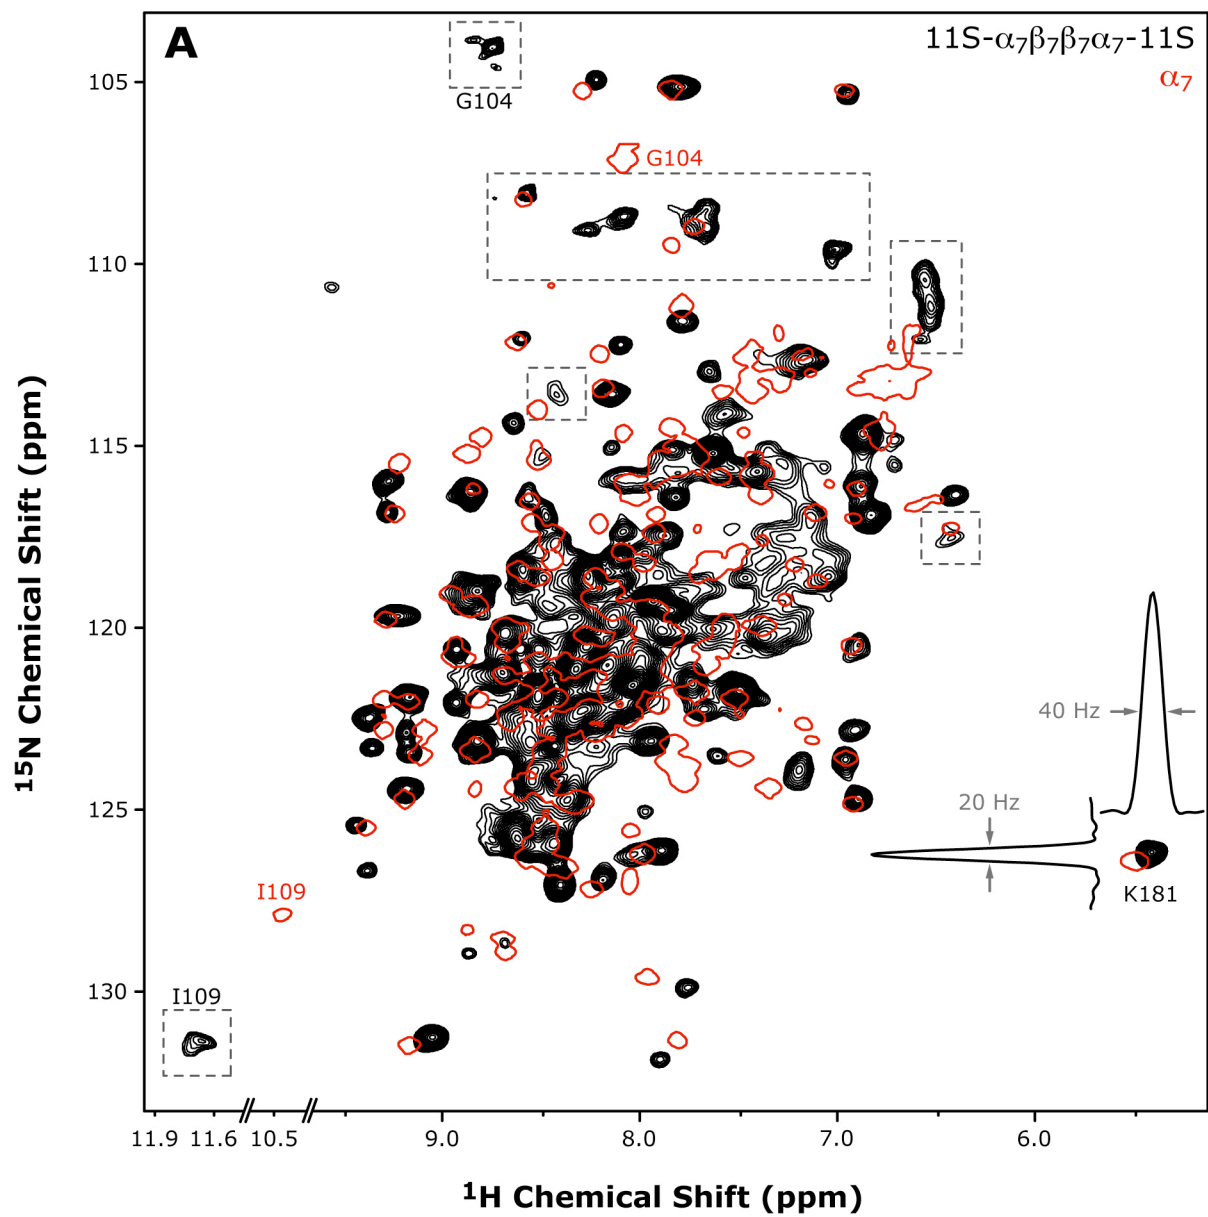 A
11S-α₇β₇β₇α₇-11S
α₇
105
G104
G104
110
115
120
40 Hz
125
20 Hz
I109
K181
130
I109
11.9 11.6 10.5 9.0 8.0 7.0 6.0
¹⁵N Chemical Shift (ppm)
¹H Chemical Shift (ppm)